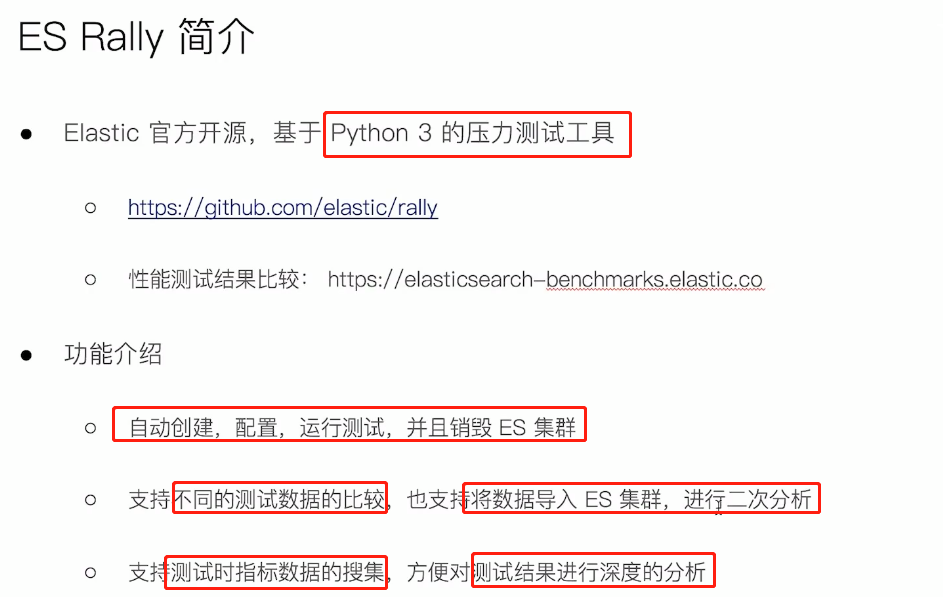 ES Rally 简介
Elastic 官方开源，基于 Python 3 的压力测试工具
https://github.com/elastic/rally
性能测试结果比较： https://elasticsearch-benchmarks.elastic.co
功能介绍
自动创建，配置，运行测试，并且销毁 ES 集群
支持不同的测试数据的比较，也支持将数据导入 ES 集群，进行二次分析
支持测试时指标数据的搜集，方便对测试结果进行深度的分析